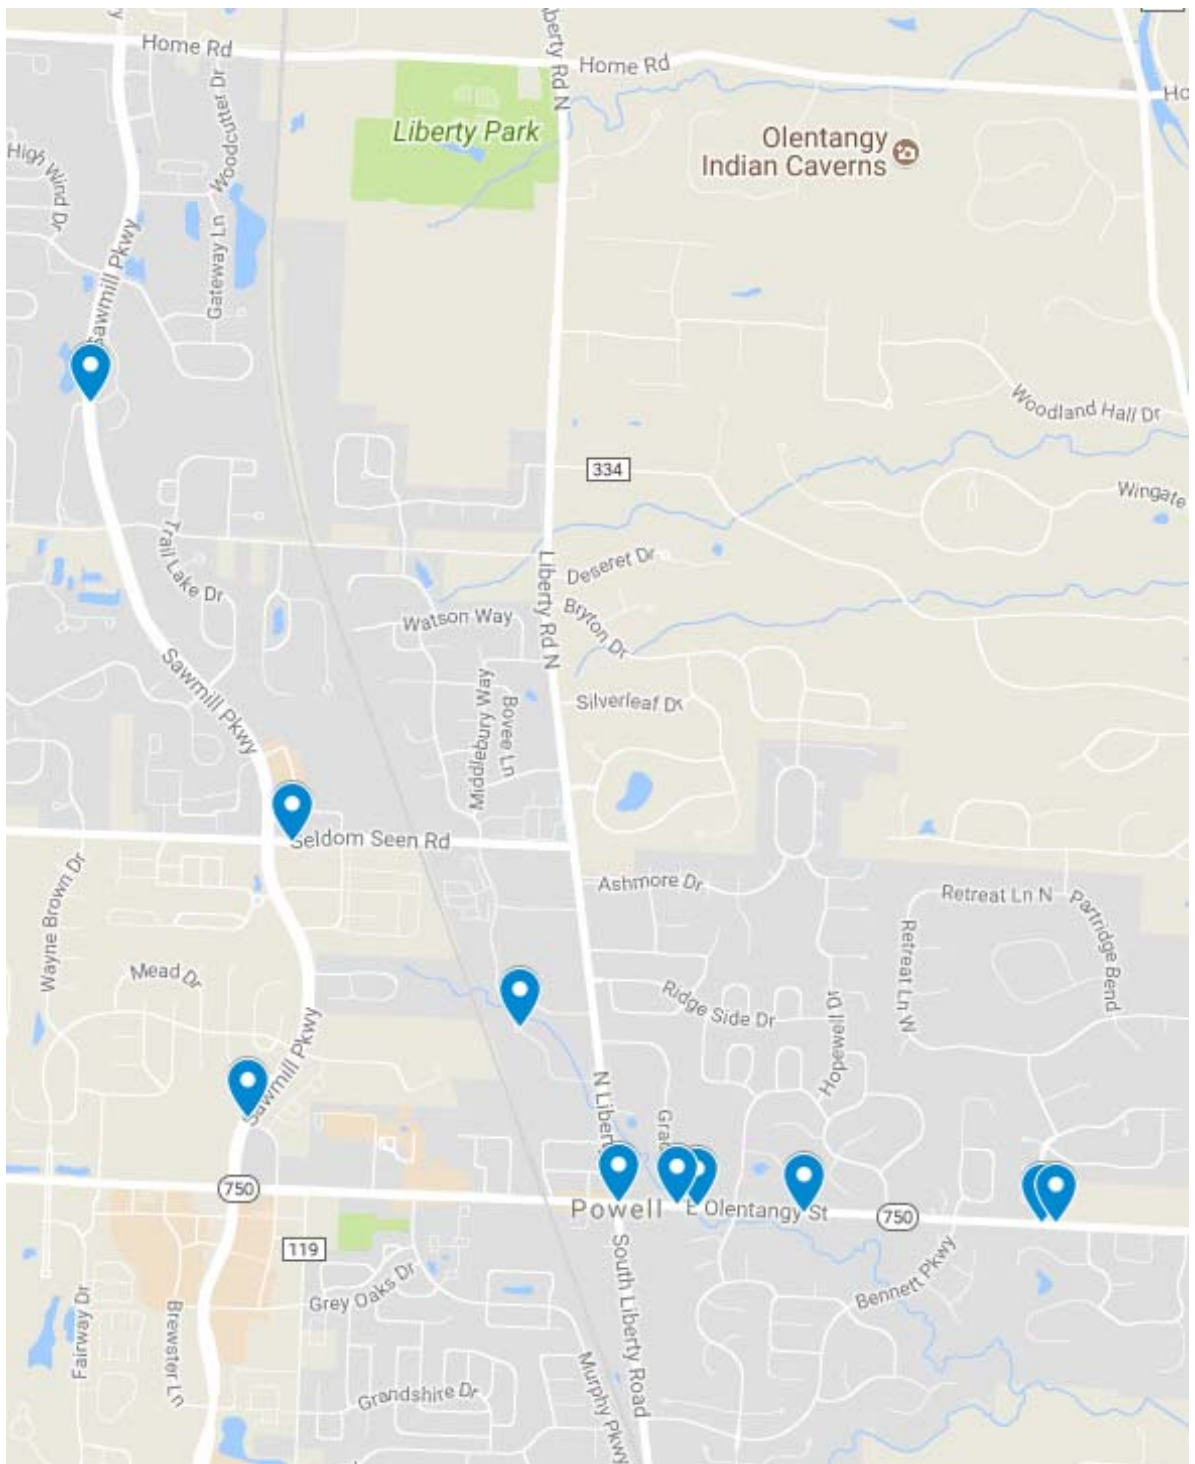 Home Rd
Liberty Rd N
Home Rd
Ho
Woodcutter Dr
Liberty Park
Olentangy
Indian Caverns
High Wind Dr
Sawmill Pkwy
Gateway Ln
Woodland Hall Dr
334
Wingate
Trail Lake Dr
Liberty Rd N
Deseret Dr
Bryton Dr
Watson Way
Sawmill Pkwy
Middlebury Way
Bovee Ln
Silverleaf Dr
Seldom Seen Rd
Wayne Brown Dr
Ashmore Dr
Retreat Ln N
Partridge Bend
Retreat Ln W
Mead Dr
Ridge Side Dr
Hopewell Dr
Sawmill Pkwy
N Liberty
Grac
750
Powell
E Olentangy St
750
119
South Liberty Road
Bennett Pkwy
Grey Oaks Dr
Fairway Dr
Brewster Ln
Grandshire Dr
Murphy Pkwy